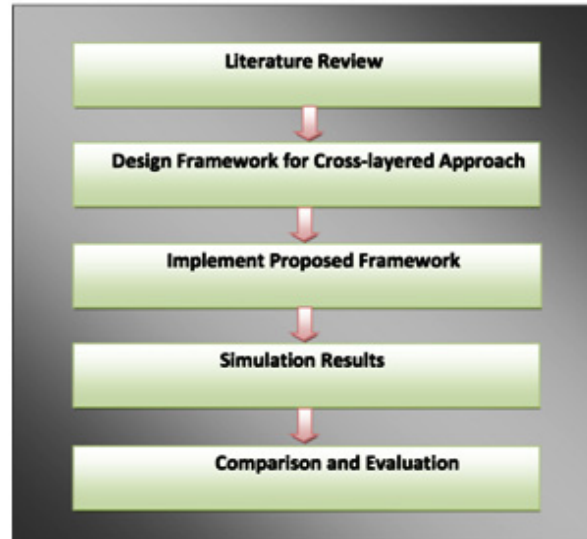 Literature Review
Design Framework for Cross-layered Approach
Implement Proposed Framework
Simulation Results
Comparison and Evaluation